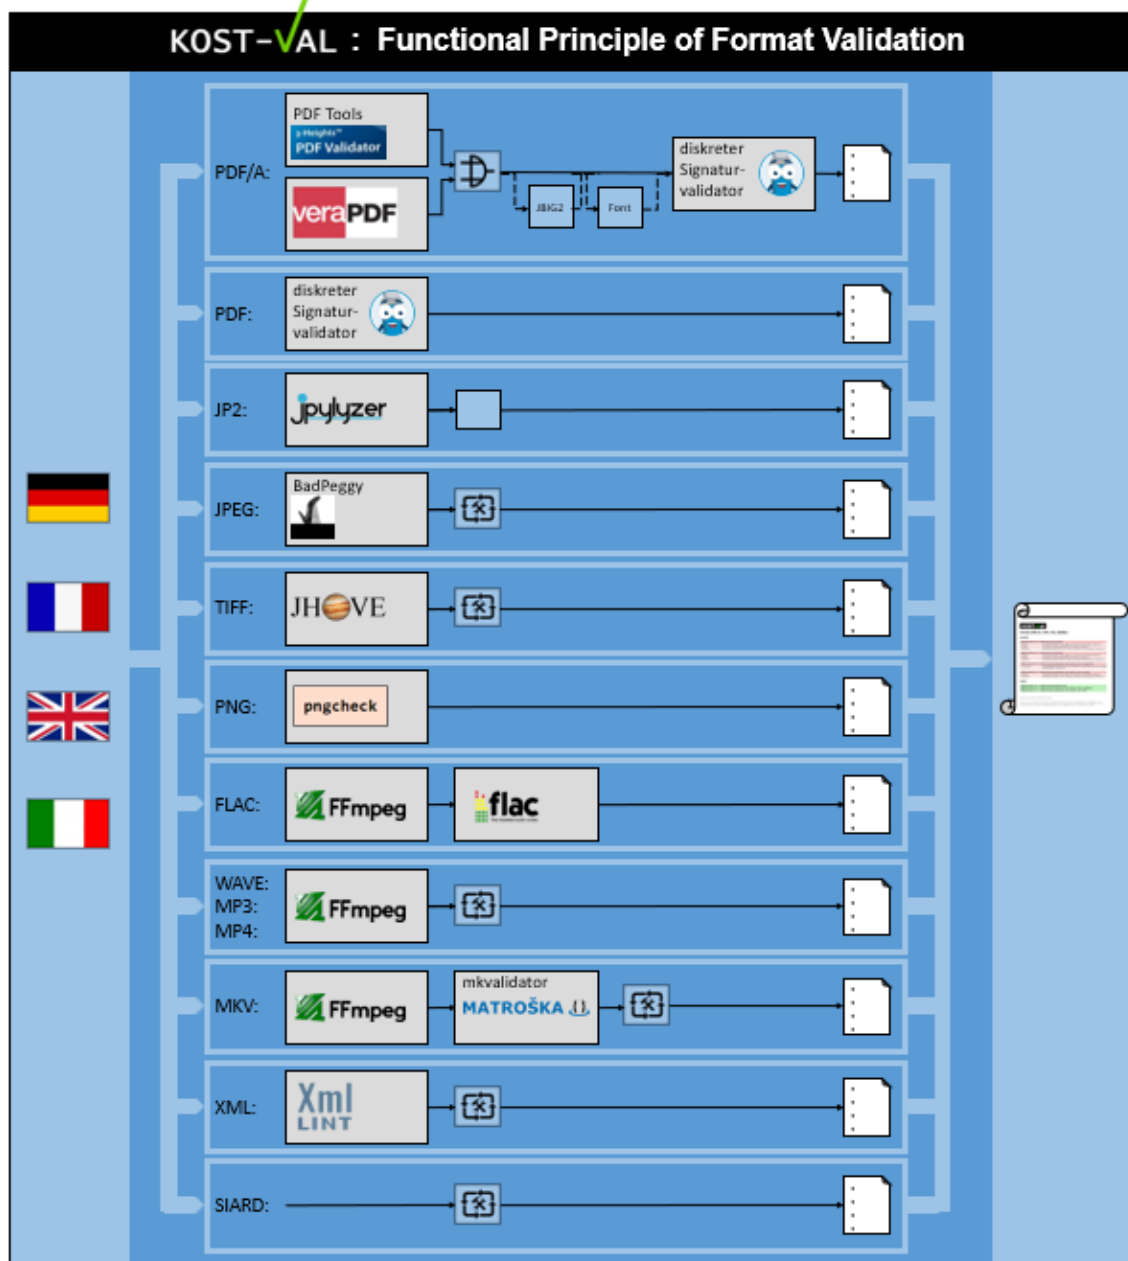 KOST-VAL : Functional Principle of Format Validation
PDF/A:
PDF Tools
3-Heights™
PDF Validator
veraPDF
JBIG2
Font
diskreter
Signatur-
validator
PDF:
diskreter
Signatur-
validator
JP2:
jpylyzer
JPEG:
BadPeggy
TIFF:
JHOVE
PNG:
pngcheck
FLAC:
FFmpeg
flac
WAVE:
MP3:
MP4:
FFmpeg
MKV:
FFmpeg
mkvalidator
MATROŠKA
XML:
Xml
LINT
SIARD: